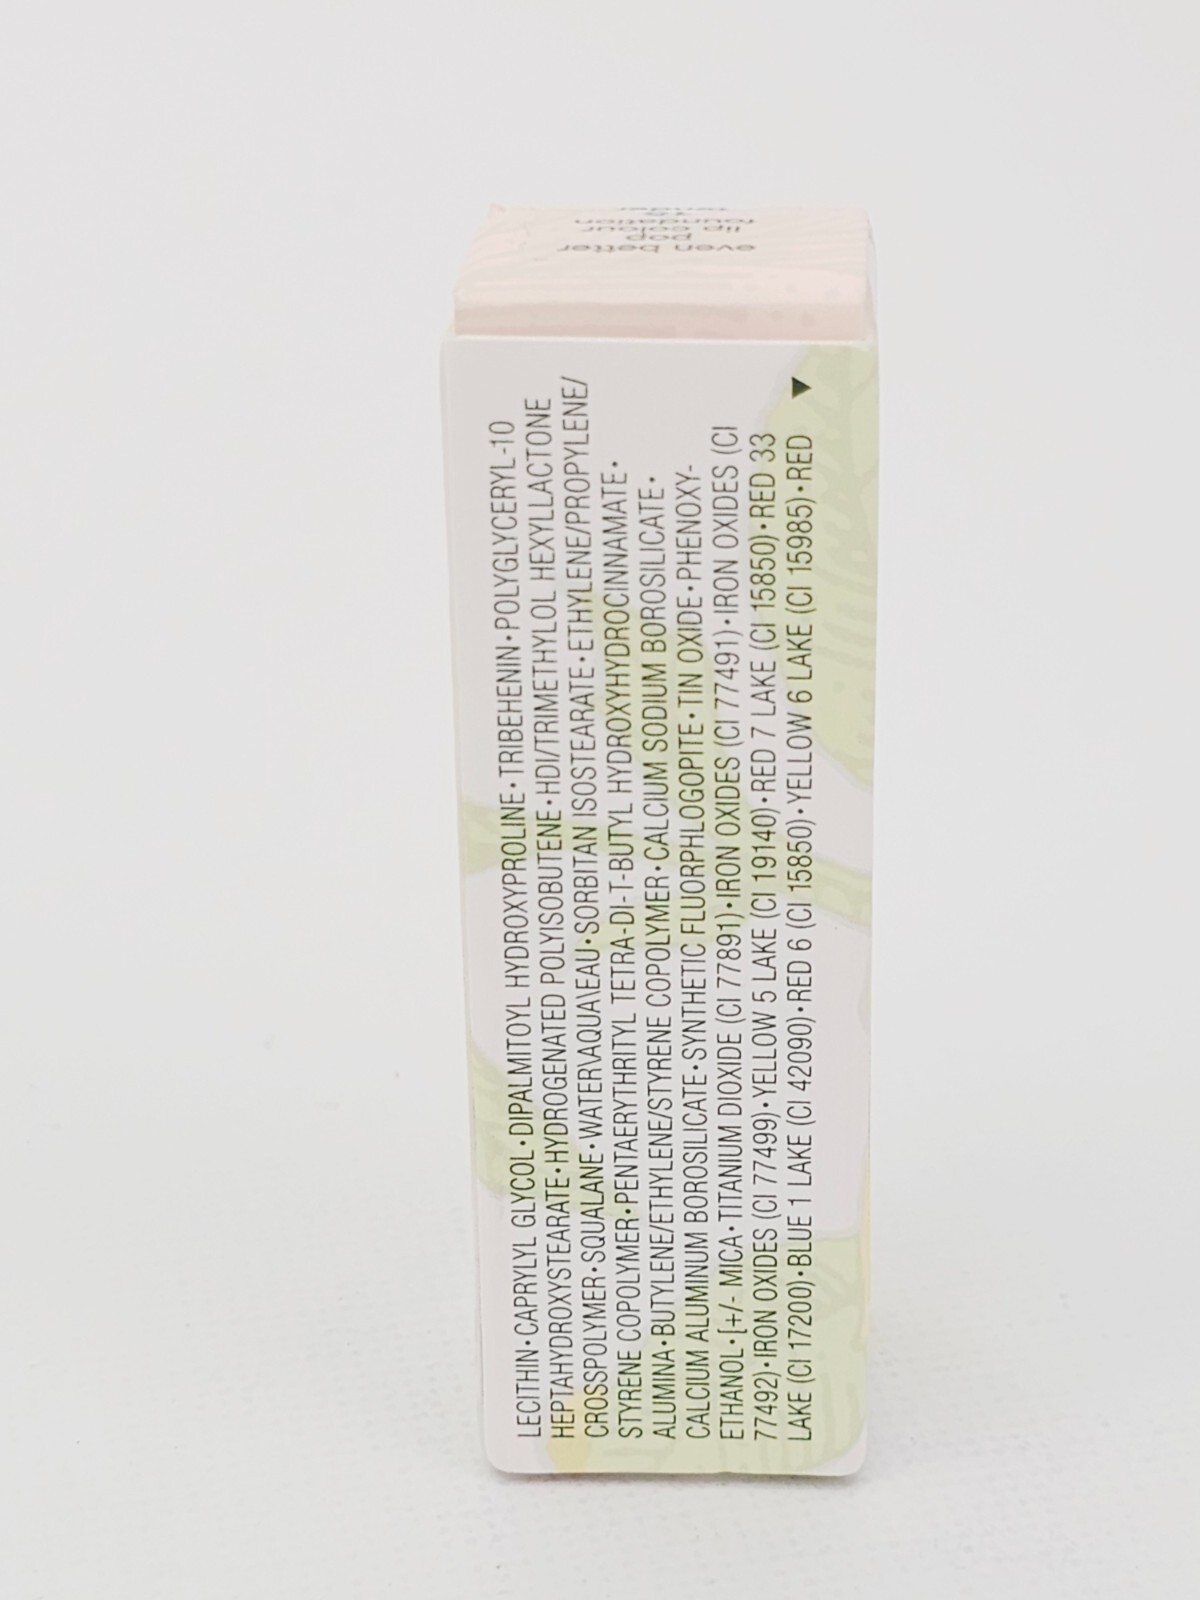 even better
pop
lip colour
foundation
15
tender
LECITHIN•CAPRYLYL GLYCOL•DIPALMITOYL HYDROXYPROLINE•TRIBEHENIN•POLYGLYCERYL-10
HEPTAHYDROXYSTEARATE•HYDROGENATED POLYISOBUTENE•HDI/TRIMETHYLOL HEXYLLACTONE
CROSSPOLYMER•SQUALANE•WATER\AQUA\EAU•SORBITAN ISOSTEARATE•ETHYLENE/PROPYLENE/
STYRENE COPOLYMER•PENTAERYTHRITYL TETRA-DI-T-BUTYL HYDROXYHYDROCINNAMATE•
ALUMINA•BUTYLENE/ETHYLENE/STYRENE COPOLYMER•CALCIUM SODIUM BOROSILICATE•
CALCIUM ALUMINUM BOROSILICATE•SYNTHETIC FLUORPHLOGOPITE•TIN OXIDE•PHENOXY-
ETHANOL•[+/- MICA•TITANIUM DIOXIDE (CI 77891)•IRON OXIDES (CI 77491)•IRON OXIDES (CI
77492)•IRON OXIDES (CI 77499)•YELLOW 5 LAKE (CI 19140)•RED 7 LAKE (CI 15850)•RED 33
LAKE (CI 17200)•BLUE 1 LAKE (CI 42090)•RED 6 (CI 15850)•YELLOW 6 LAKE (CI 15985)•RED